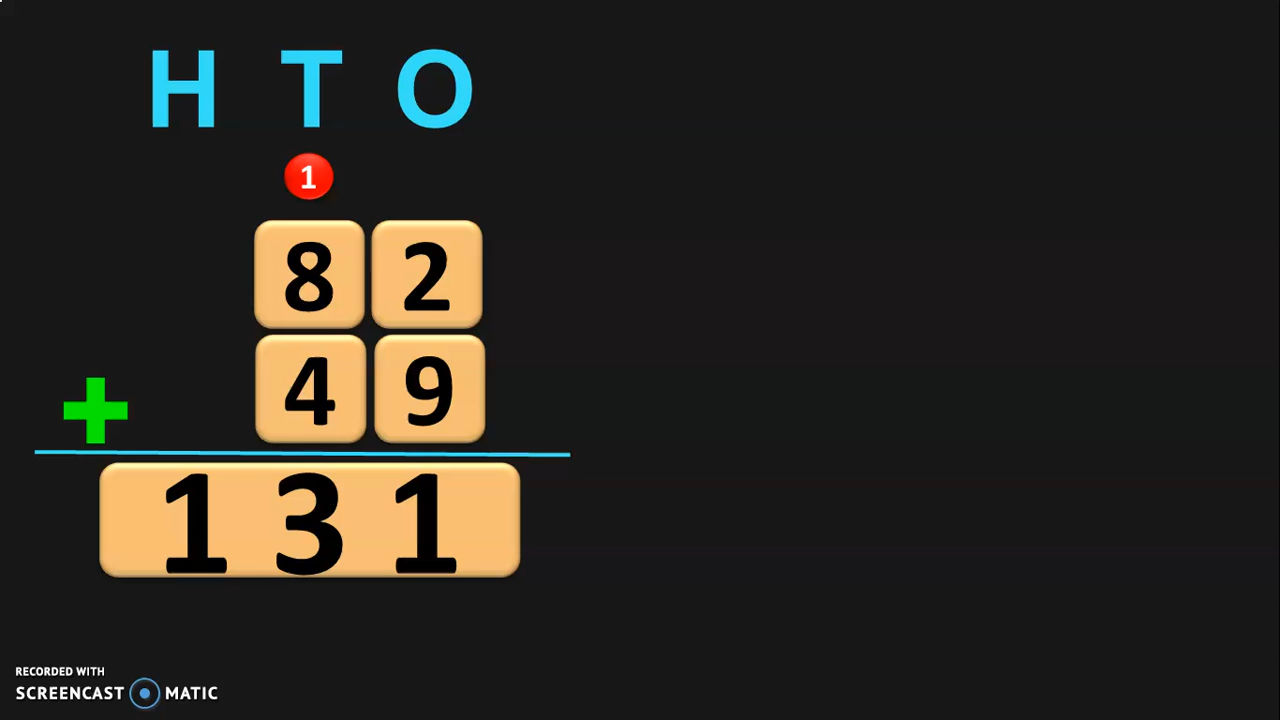 H T O
1
8 2
4 9
+
1 3 1
RECORDED WITH
SCREENCAST MATIC